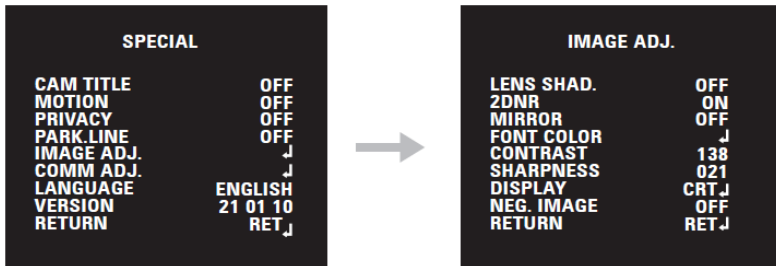 SPECIAL
CAM TITLE OFF
MOTION OFF
PRIVACY OFF
PARK.LINE OFF
IMAGE ADJ. ↲
COMM ADJ. ↲
LANGUAGE ENGLISH
VERSION 21 01 10
RETURN RET↲
IMAGE ADJ.
LENS SHAD. OFF
2DNR ON
MIRROR OFF
FONT COLOR ↲
CONTRAST 138
SHARPNESS 021
DISPLAY CRT↲
NEG. IMAGE OFF
RETURN RET↲